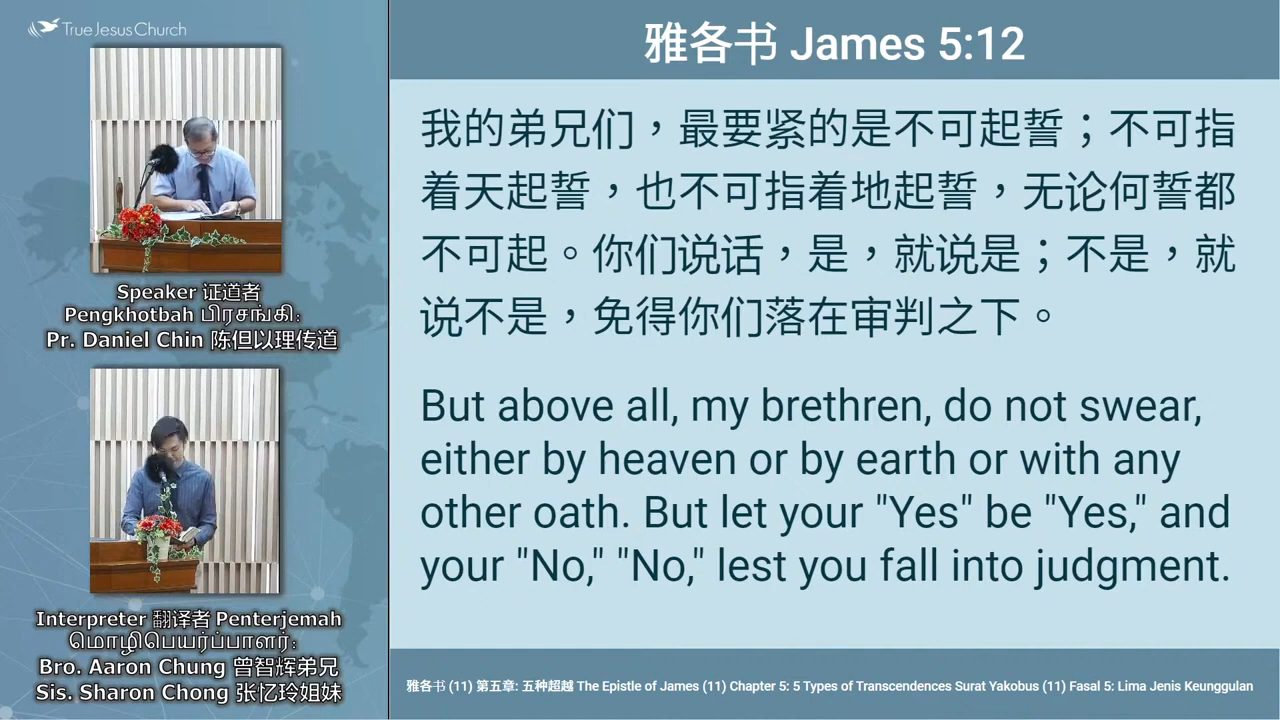 True Jesus Church
Speaker 证道者
Pengkhotbah பிரசங்கி:
Pr. Daniel Chin 陈但以理传道
Interpreter 翻译者 Penterjemah
மொழிபெயர்ப்பாளர்:
Bro. Aaron Chung 曾智辉弟兄
Sis. Sharon Chong 张忆玲姐妹
雅各书 James 5:12
我的弟兄们，最要紧的是不可起誓；不可指
着天起誓，也不可指着地起誓，无论何誓都
不可起。你们说话，是，就说是；不是，就
说不是，免得你们落在审判之下。
But above all, my brethren, do not swear,
either by heaven or by earth or with any
other oath. But let your "Yes" be "Yes," and
your "No," "No," lest you fall into judgment.
雅各书 (11) 第五章: 五种超越 The Epistle of James (11) Chapter 5: 5 Types of Transcendences Surat Yakobus (11) Fasal 5: Lima Jenis Keunggulan